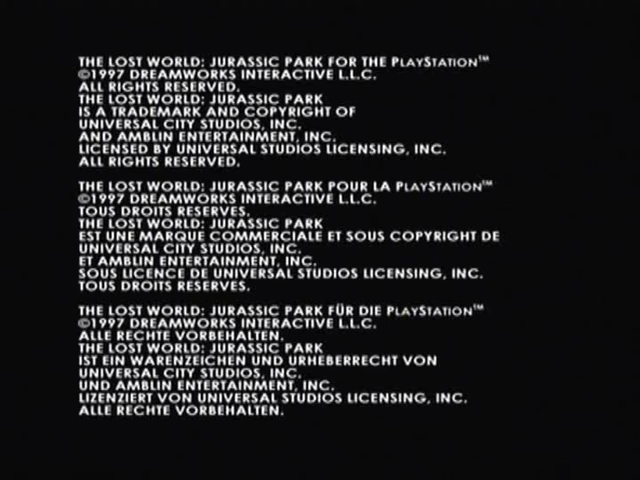 THE LOST WORLD: JURASSIC PARK FOR THE PLAYSTATION™
©1997 DREAMWORKS INTERACTIVE L.L.C.
ALL RIGHTS RESERVED.
THE LOST WORLD: JURASSIC PARK
IS A TRADEMARK AND COPYRIGHT OF
UNIVERSAL CITY STUDIOS, INC.
AND AMBLIN ENTERTAINMENT, INC.
LICENSED BY UNIVERSAL STUDIOS LICENSING, INC.
ALL RIGHTS RESERVED.
THE LOST WORLD: JURASSIC PARK POUR LA PLAYSTATION™
©1997 DREAMWORKS INTERACTIVE L.L.C.
TOUS DROITS RESERVES.
THE LOST WORLD: JURASSIC PARK
EST UNE MARQUE COMMERCIALE ET SOUS COPYRIGHT DE
UNIVERSAL CITY STUDIOS, INC.
ET AMBLIN ENTERTAINMENT, INC.
SOUS LICENCE DE UNIVERSAL STUDIOS LICENSING, INC.
TOUS DROITS RESERVES.
THE LOST WORLD: JURASSIC PARK FÜR DIE PLAYSTATION™
©1997 DREAMWORKS INTERACTIVE L.L.C.
ALLE RECHTE VORBEHALTEN.
THE LOST WORLD: JURASSIC PARK
IST EIN WARENZEICHEN UND URHEBERRECHT VON
UNIVERSAL CITY STUDIOS, INC.
UND AMBLIN ENTERTAINMENT, INC.
LIZENZIERT VON UNIVERSAL STUDIOS LICENSING, INC.
ALLE RECHTE VORBEHALTEN.